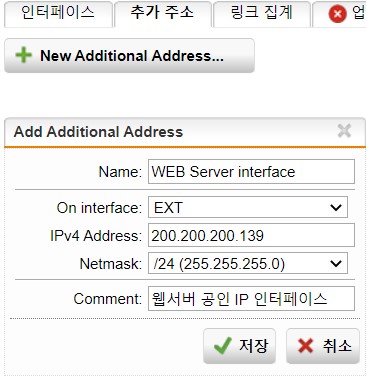 인터페이스 추가 주소 링크 집계 업
New Additional Address...
Add Additional Address
Name: WEB Server interface
On interface: EXT
IPv4 Address: 200.200.200.139
Netmask: /24 (255.255.255.0)
Comment: 웹서버 공인 IP 인터페이스
저장 취소